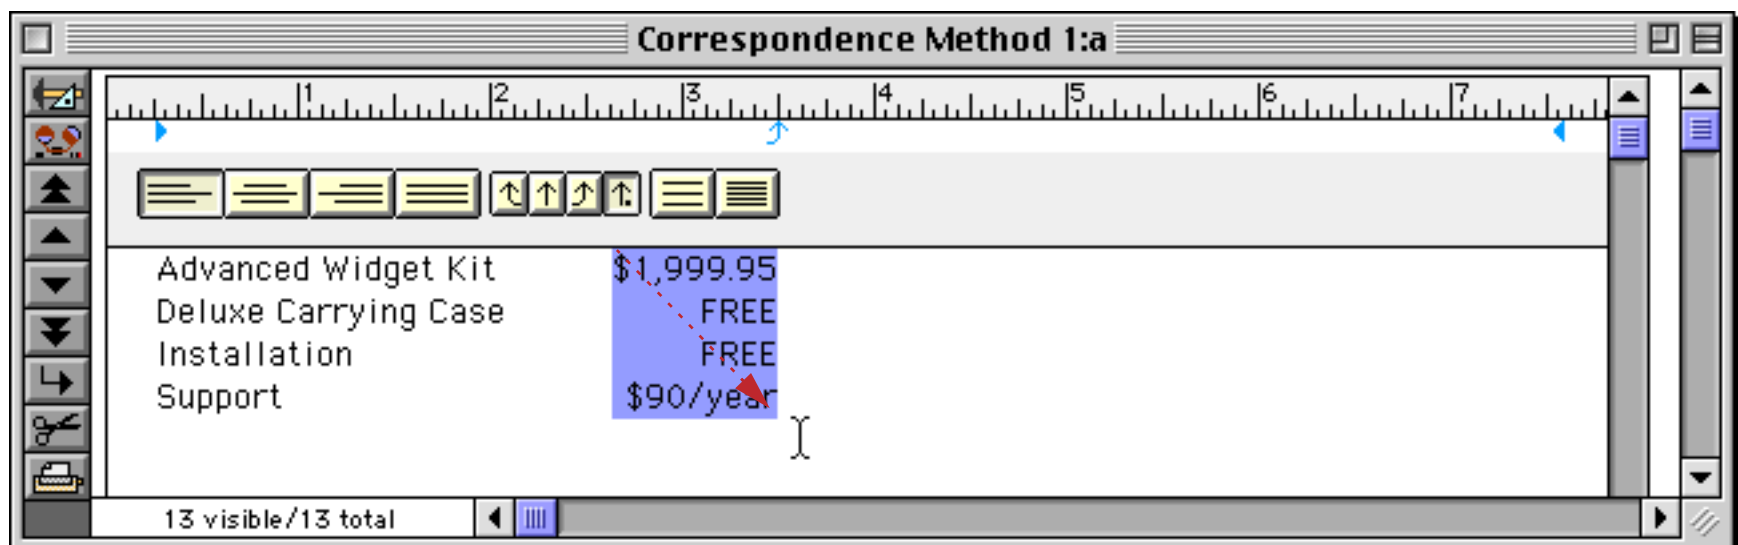 Correspondence Method 1:a
1 2 3 4 5 6 7
Advanced Widget Kit $1,999.95
Deluxe Carrying Case FREE
Installation FREE
Support $90/year
13 visible/13 total